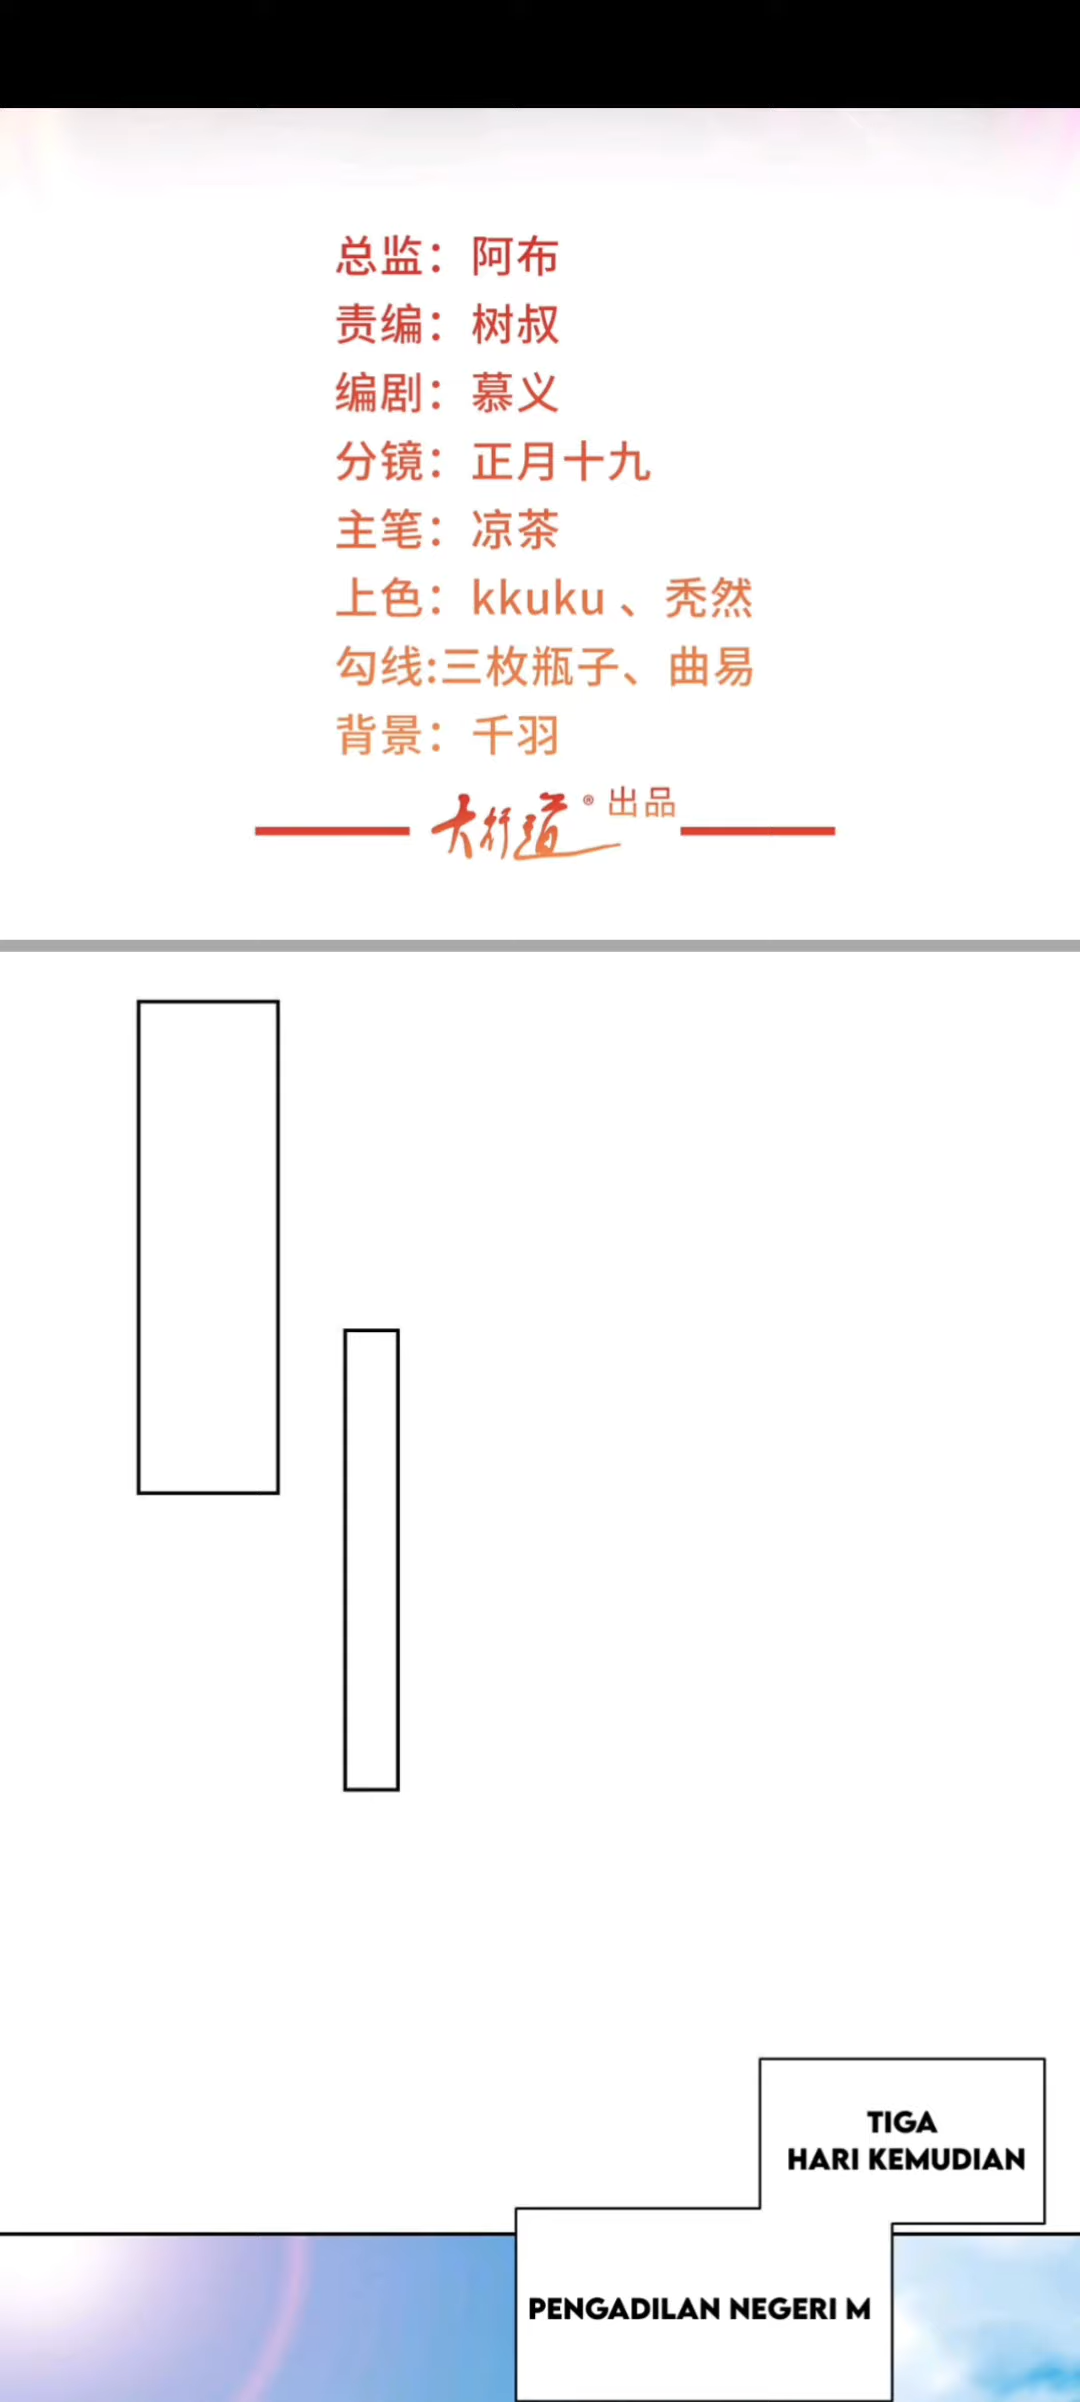 总监：阿布
责编：树叔
编剧：慕义
分镜：正月十九
主笔：凉茶
上色：kkuku 、秃然
勾线:三枚瓶子、曲易
背景：千羽
大行道® 出品
TIGA
HARI KEMUDIAN
PENGADILAN NEGERI M